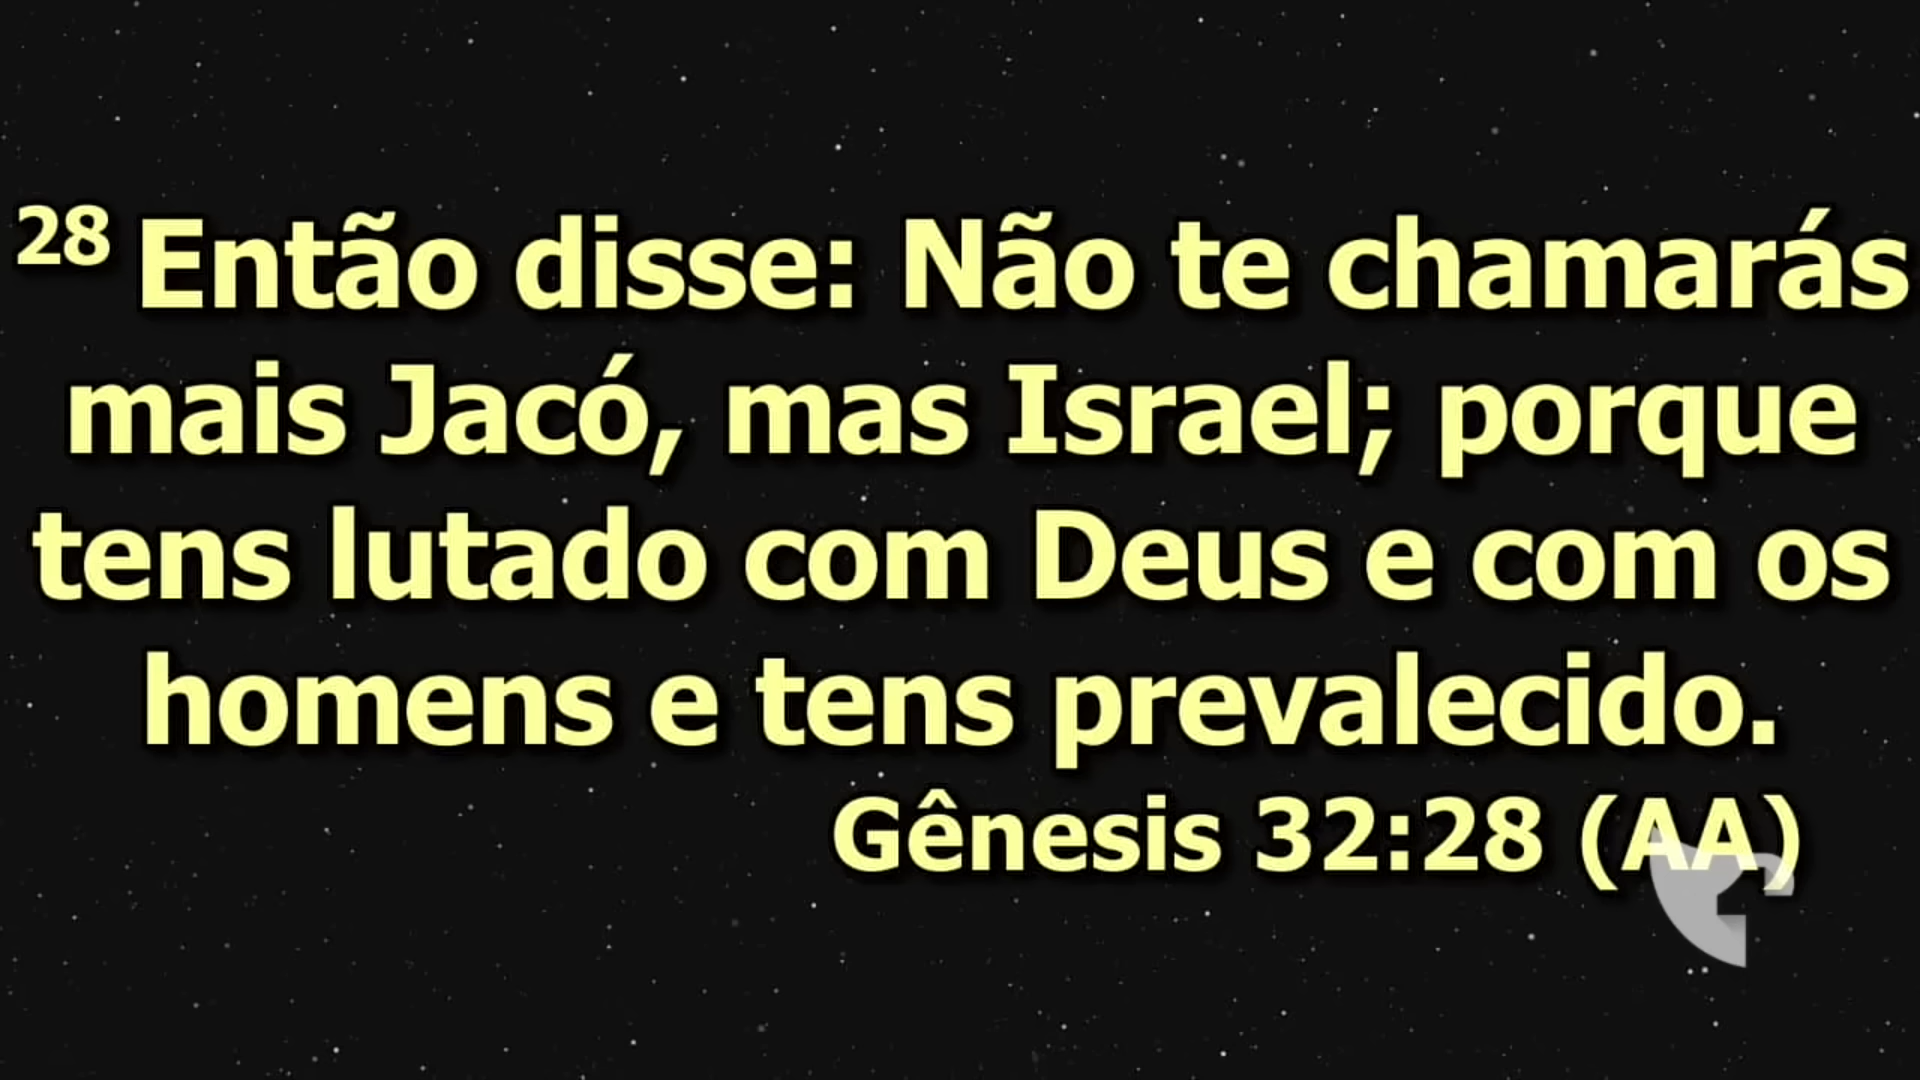 28 Então disse: Não te chamarás
mais Jacó, mas Israel; porque
tens lutado com Deus e com os
homens e tens prevalecido.
Gênesis 32:28 (AA)